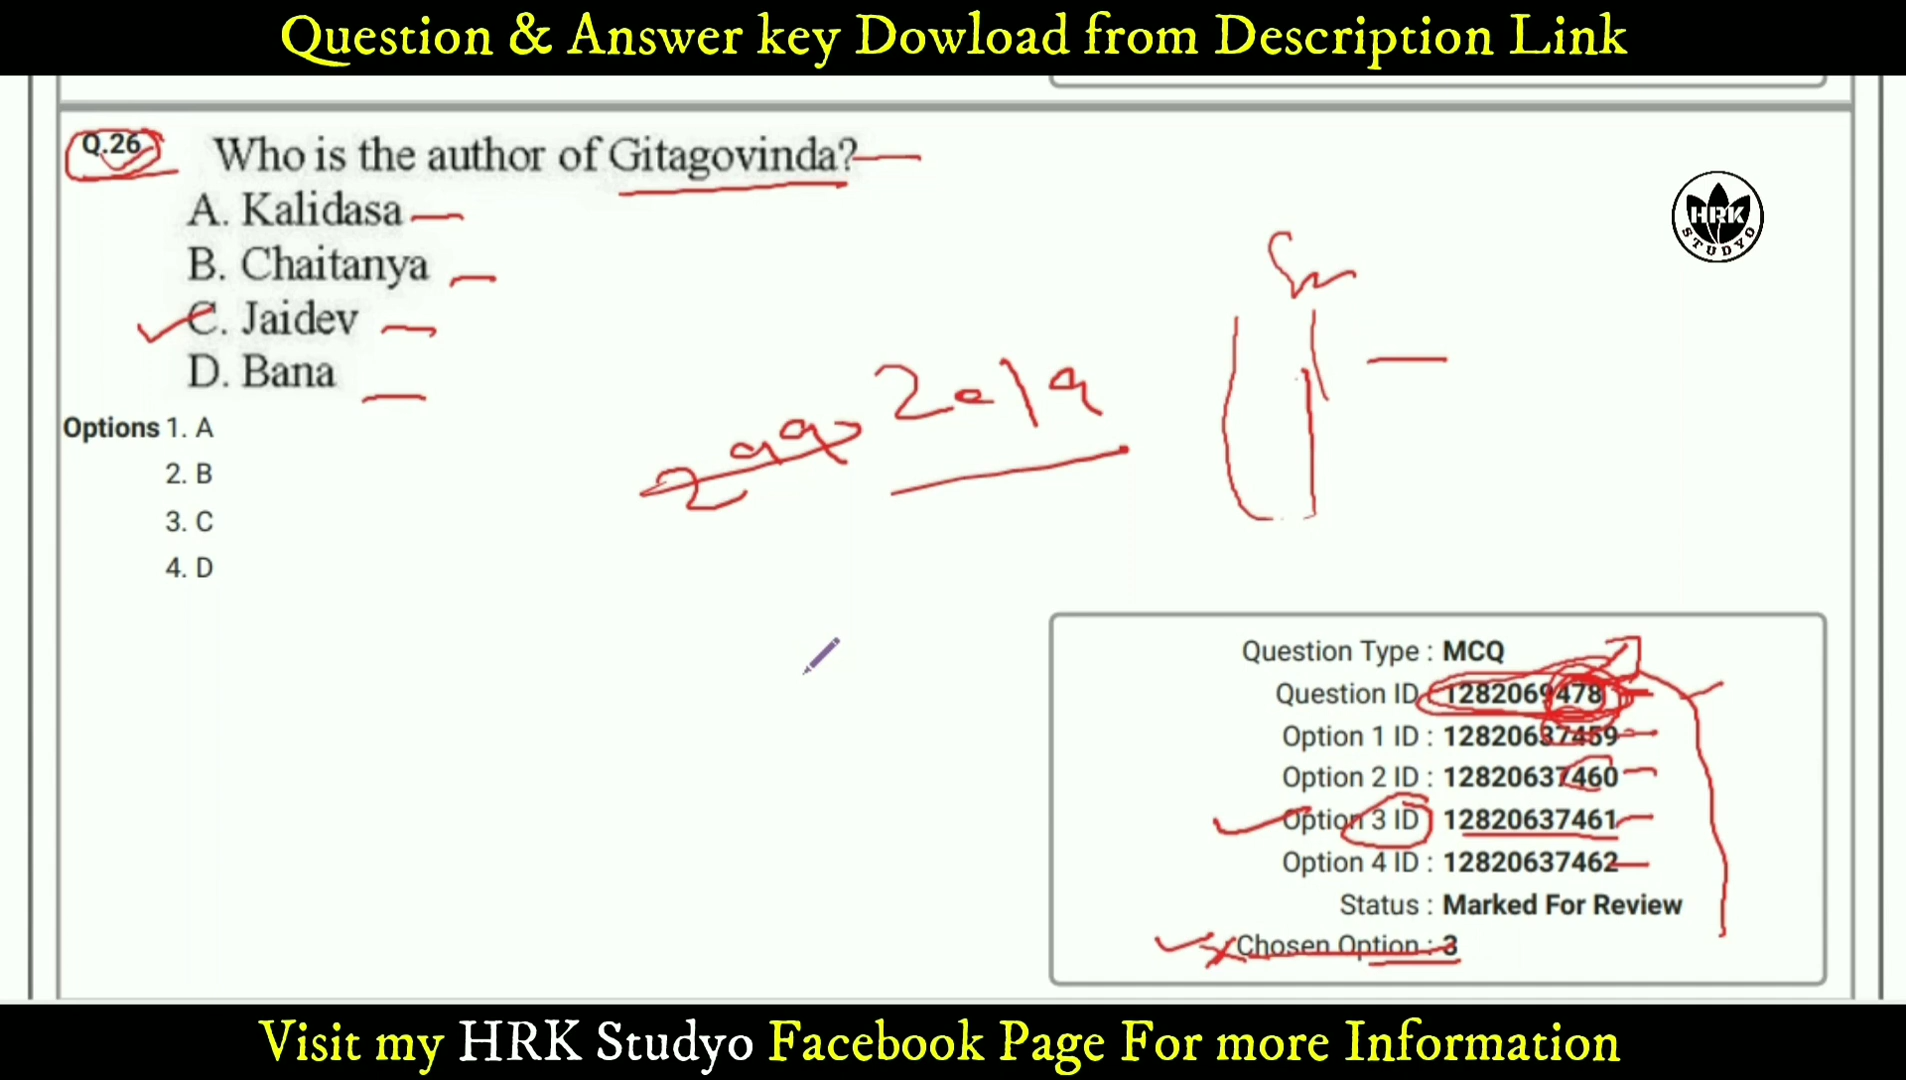 Question & Answer key Dowload from Description Link
Q.26 Who is the author of Gitagovinda?
A. Kalidasa
B. Chaitanya
C. Jaidev
D. Bana
Options 1. A
2. B
3. C
4. D
HRK
STUDYO
Question Type : MCQ
Question ID 1282069478
Option 1 ID : 12820637459
Option 2 ID : 12820637460
Option 3 ID 12820637461
Option 4 ID : 12820637462
Status : Marked For Review
Chosen Option : 3
Visit my HRK Studyo Facebook Page For more Information